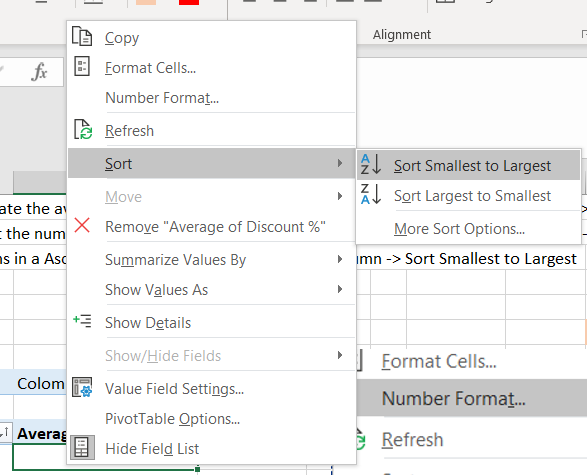 Alignment
Copy
Format Cells...
Number Format...
fx
Refresh
Sort
Sort Smallest to Largest
Move
Sort Largest to Smallest
ate the av
Remove "Average of Discount %"
t the num
More Sort Options...
ns in a Asc
Summarize Values By
umn -> Sort Smallest to Largest
Show Values As
Show Details
Show/Hide Fields
Format Cells...
Colom
Value Field Settings...
Number Format...
PivotTable Options...
Averag
Hide Field List
Refresh